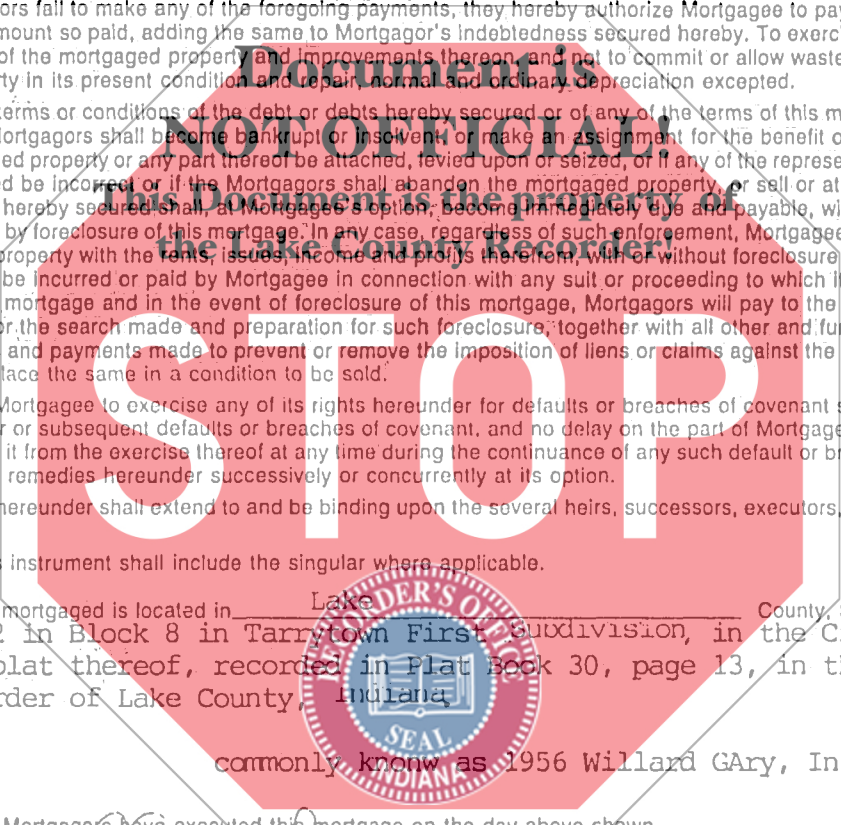 ors fail to make any of the foregoing payments, they hereby authorize Mortgagee to pay
mount so paid, adding the same to Mortgagor's indebtedness secured hereby. To exerci
of the mortgaged property and improvements thereon, and not to commit or allow waste
rty in its present condition and repair, normal and ordinary depreciation excepted.
Document is
terms or conditions of the debt or debts hereby secured or of any of the terms of this m
NOT OFFICIAL!
Mortgagors shall become bankrupt or insolvent, or make an assignment for the benefit o
ed property or any part thereof be attached, levied upon or seized, or if any of the represe
ed be incorrect or if the Mortgagors shall abandon the mortgaged property, or sell or at
This Document is the property of
hereby secured shall, at Mortgagee's option, become immediately due and payable, wi
by foreclosure of this mortgage. In any case, regardless of such enforcement, Mortgagee
the Lake County Recorder!
property with the rents, issues, income and profits therefrom, with or without foreclosure
be incurred or paid by Mortgagee in connection with any suit or proceeding to which it
mortgage and in the event of foreclosure of this mortgage, Mortgagors will pay to the
or the search made and preparation for such foreclosure, together with all other and fur
and payments made to prevent or remove the imposition of liens or claims against the
lace the same in a condition to be sold.
STOP
Mortgagee to exercise any of its rights hereunder for defaults or breaches of covenant s
r or subsequent defaults or breaches of covenant, and no delay on the part of Mortgage
it from the exercise thereof at any time during the continuance of any such default or br
remedies hereunder successively or concurrently at its option.
hereunder shall extend to and be binding upon the several heirs, successors, executors,
s instrument shall include the singular where applicable.
mortgaged is located in Lake County,
2 in Block 8 in Tarrytown First Subdivision, in the C
plat thereof, recorded in Plat Book 30, page 13, in th
rder of Lake County, Indiana,
RECORDER'S OFFIC
SEAL
INDIANA
commonly knonw as 1956 Willard GAry, In
Mortgagors have executed this mortgage on the day above shown